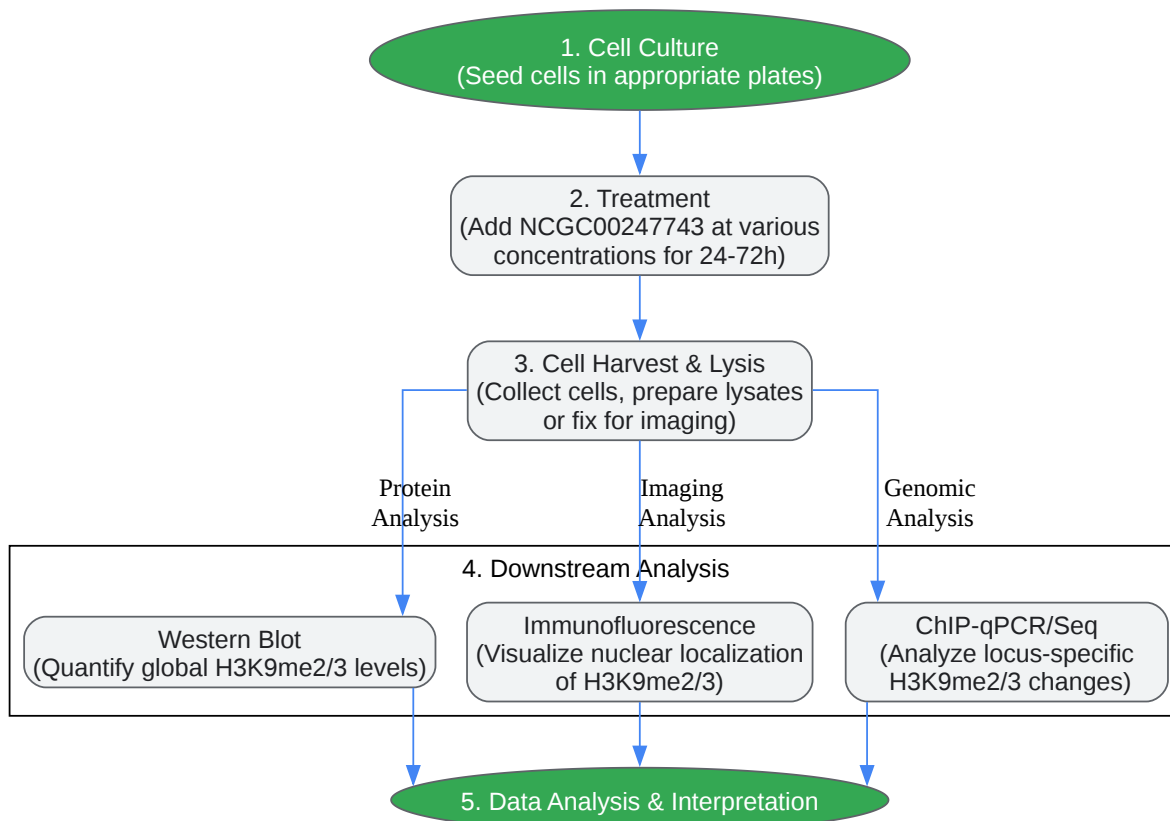 1. Cell Culture
(Seed cells in appropriate plates)
2. Treatment
(Add NCGC00247743 at various
concentrations for 24-72h)
3. Cell Harvest & Lysis
(Collect cells, prepare lysates
or fix for imaging)
Protein
Analysis
Imaging
Analysis
Genomic
Analysis
4. Downstream Analysis
Western Blot
(Quantify global H3K9me2/3 levels)
Immunofluorescence
(Visualize nuclear localization
of H3K9me2/3)
ChIP-qPCR/Seq
(Analyze locus-specific
H3K9me2/3 changes)
5. Data Analysis & Interpretation